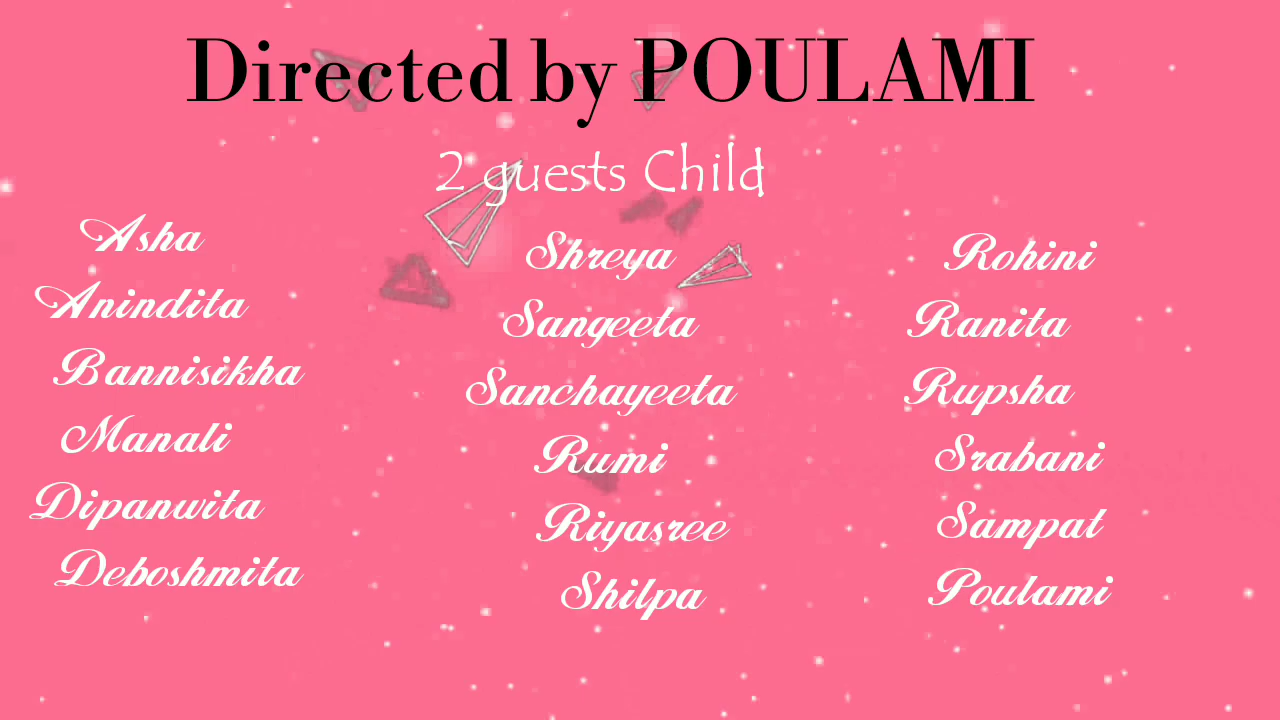 Directed by POULAMI
2 guests Child
Asha
Anindita
Bannisikha
Manali
Dipanwita
Deboshmita
Shreya
Sangeeta
Sanchayeeta
Rumi
Riyasree
Shilpa
Rohini
Ranita
Rupsha
Srabani
Sampat
Poulami